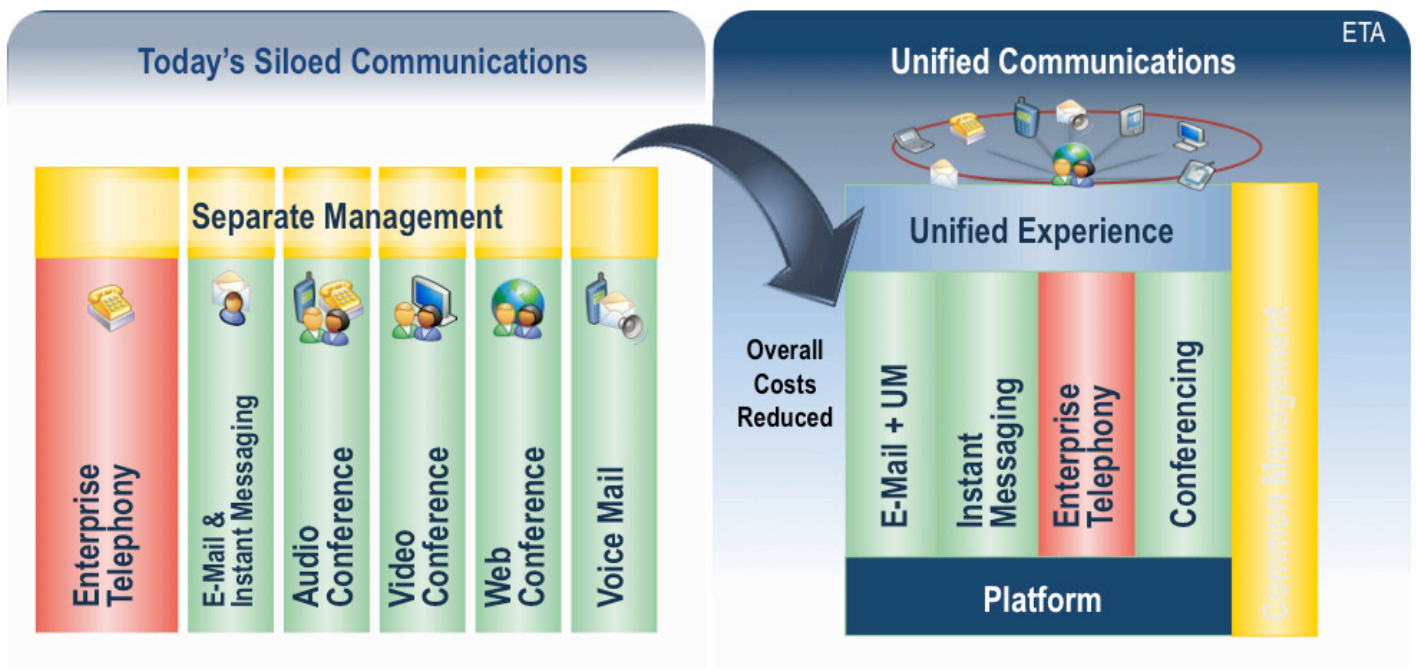 Today's Siloed Communications
Separate Management
Enterprise
Telephony
E-Mail &
Instant Messaging
Audio
Conference
Video
Conference
Web
Conference
Voice Mail
ETA
Unified Communications
Unified Experience
Overall
Costs
Reduced
E-Mail + UM
Instant
Messaging
Enterprise
Telephony
Conferencing
Common Management
Platform